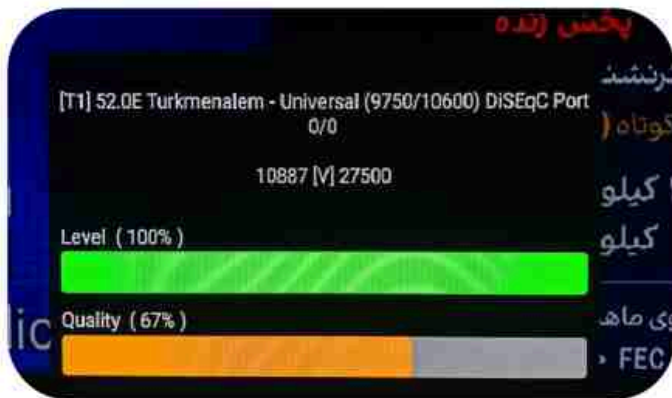 پخش زنده
[T1] 52.0E Turkmenalem - Universal (9750/10600) DiSEqC Port
0/0
کوتاه (
10887 [V] 27500
کیلو
Level ( 100% )
کیلو
Quality ( 67% )
FEC